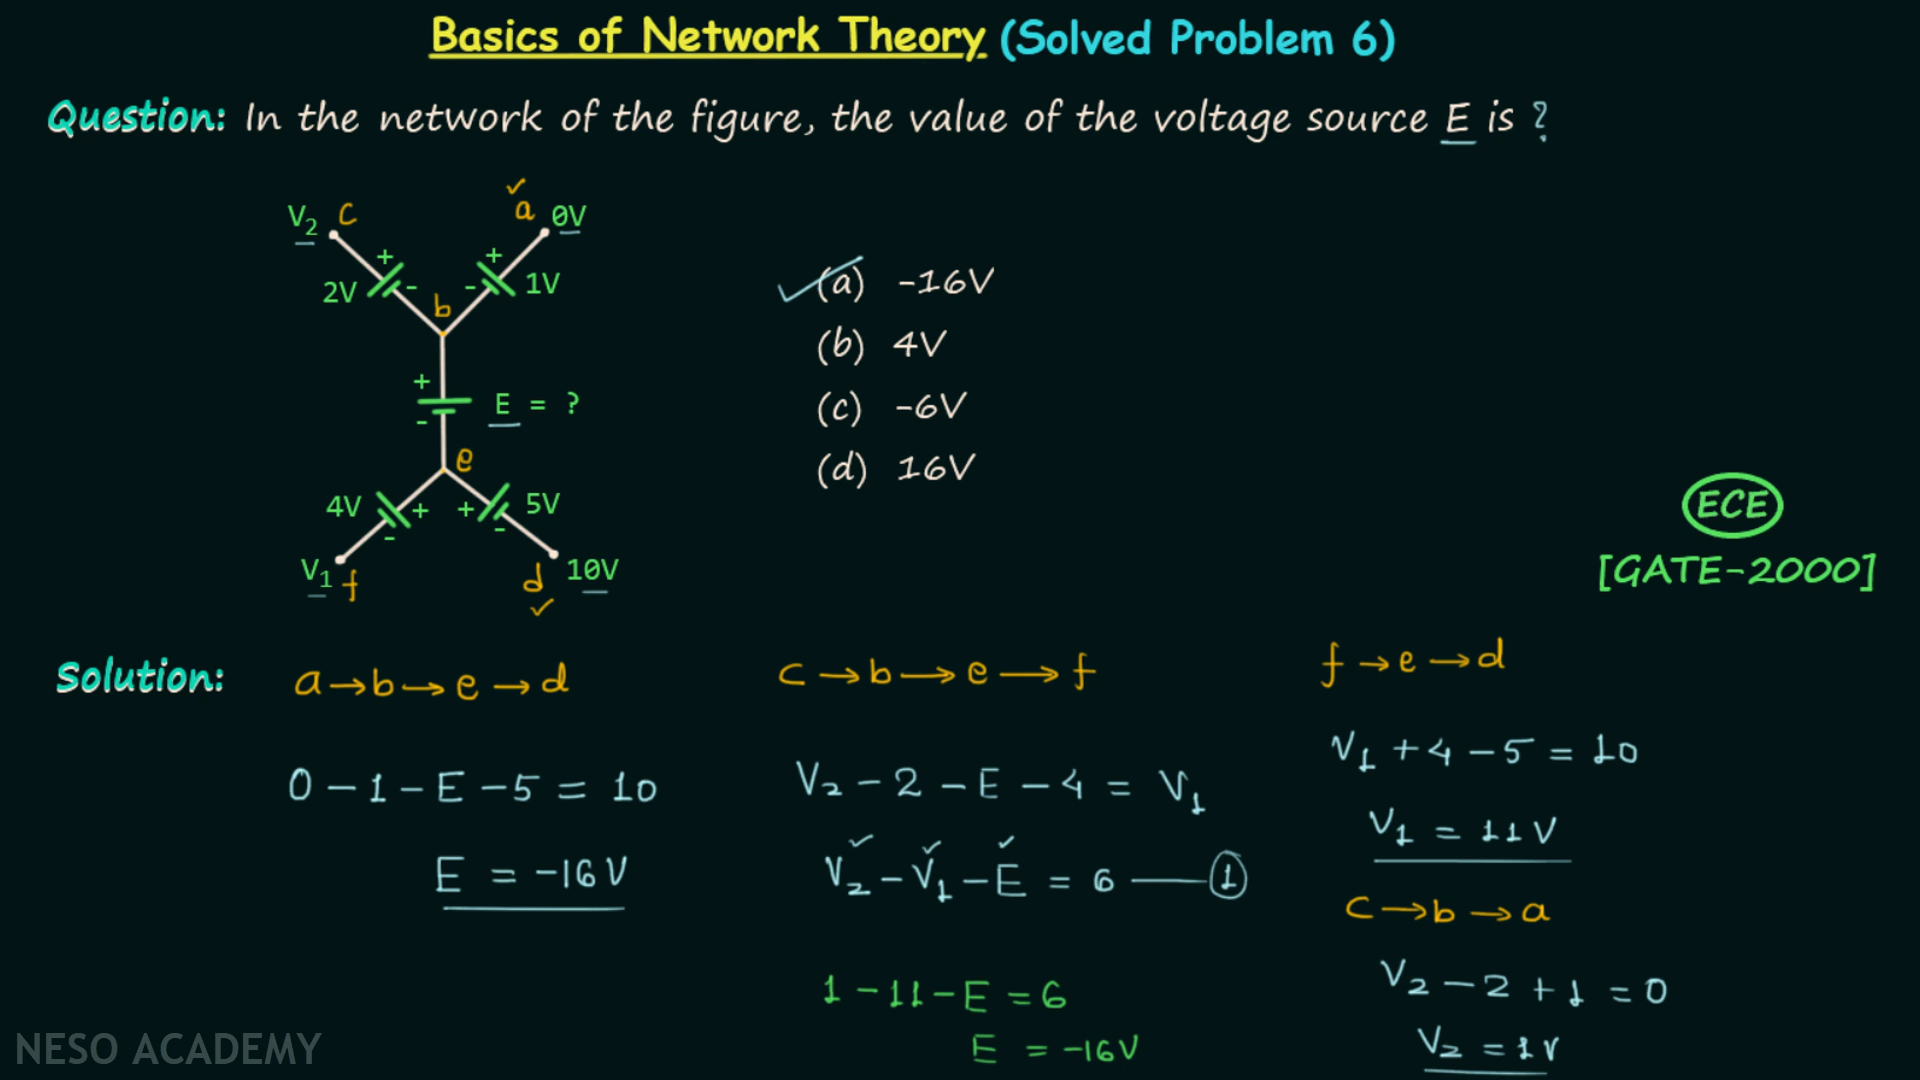 Basics of Network Theory (Solved Problem 6)
Question: In the network of the figure, the value of the voltage source E is ?
V2 c
a 0V
+ -
2V
+ -
1V
b
+
E = ?
-
e
4V + -
+ - 5V
V1 f
d 10V
(a) -16V
(b) 4V
(c) -6V
(d) 16V
ECE
[GATE-2000]
Solution:
a → b → e → d
0 - 1 - E - 5 = 10
E = -16V
c → b → e → f
V2 - 2 - E - 4 = V1
V2 - V1 - E = 6 — 1
1 - 11 - E = 6
E = -16V
f → e → d
V1 + 4 - 5 = 10
V1 = 11V
c → b → a
V2 - 2 + 1 = 0
V2 = 1V
NESO ACADEMY